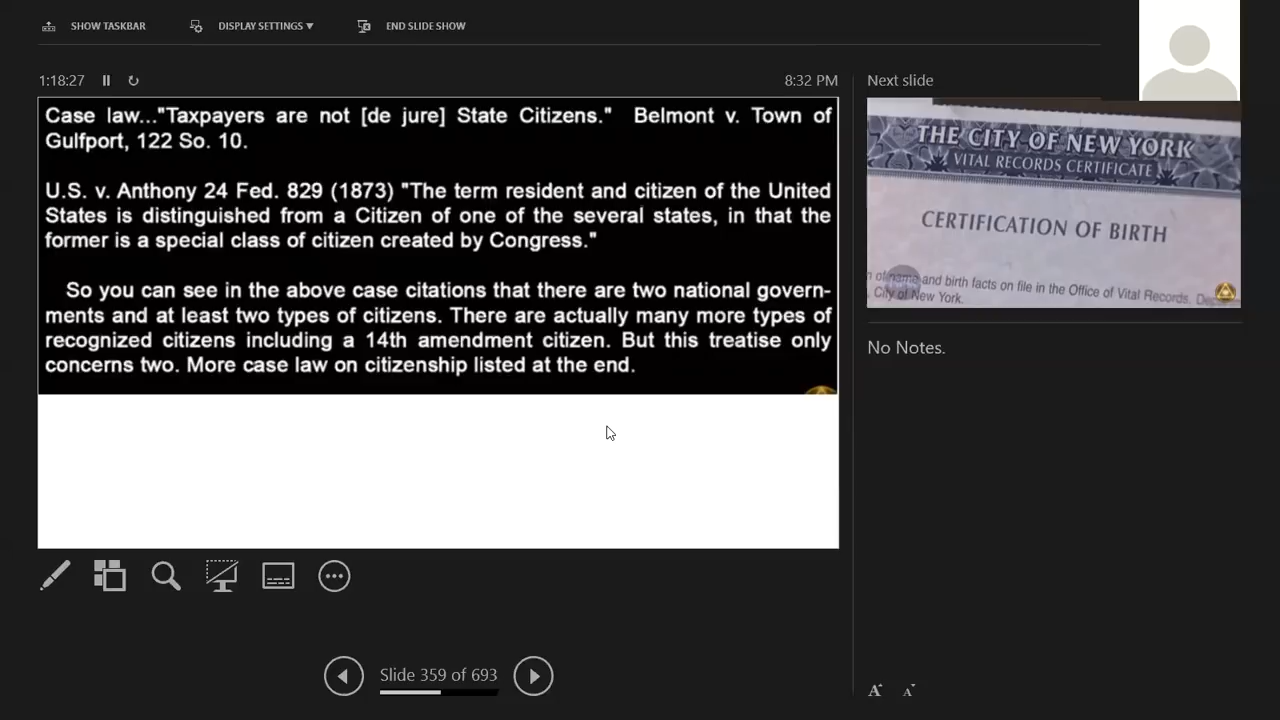 SHOW TASKBAR DISPLAY SETTINGS ▼ END SLIDE SHOW
1:18:27 8:32 PM
Case law..."Taxpayers are not [de jure] State Citizens." Belmont v. Town of
Gulfport, 122 So. 10.
U.S. v. Anthony 24 Fed. 829 (1873) "The term resident and citizen of the United
States is distinguished from a Citizen of one of the several states, in that the
former is a special class of citizen created by Congress."
So you can see in the above case citations that there are two national govern-
ments and at least two types of citizens. There are actually many more types of
recognized citizens including a 14th amendment citizen. But this treatise only
concerns two. More case law on citizenship listed at the end.
Slide 359 of 693
Next slide
THE CITY OF NEW YORK
VITAL RECORDS CERTIFICATE
CERTIFICATION OF BIRTH
of name and birth facts on file in the Office of Vital Records.
City of New York.
No Notes.
A A